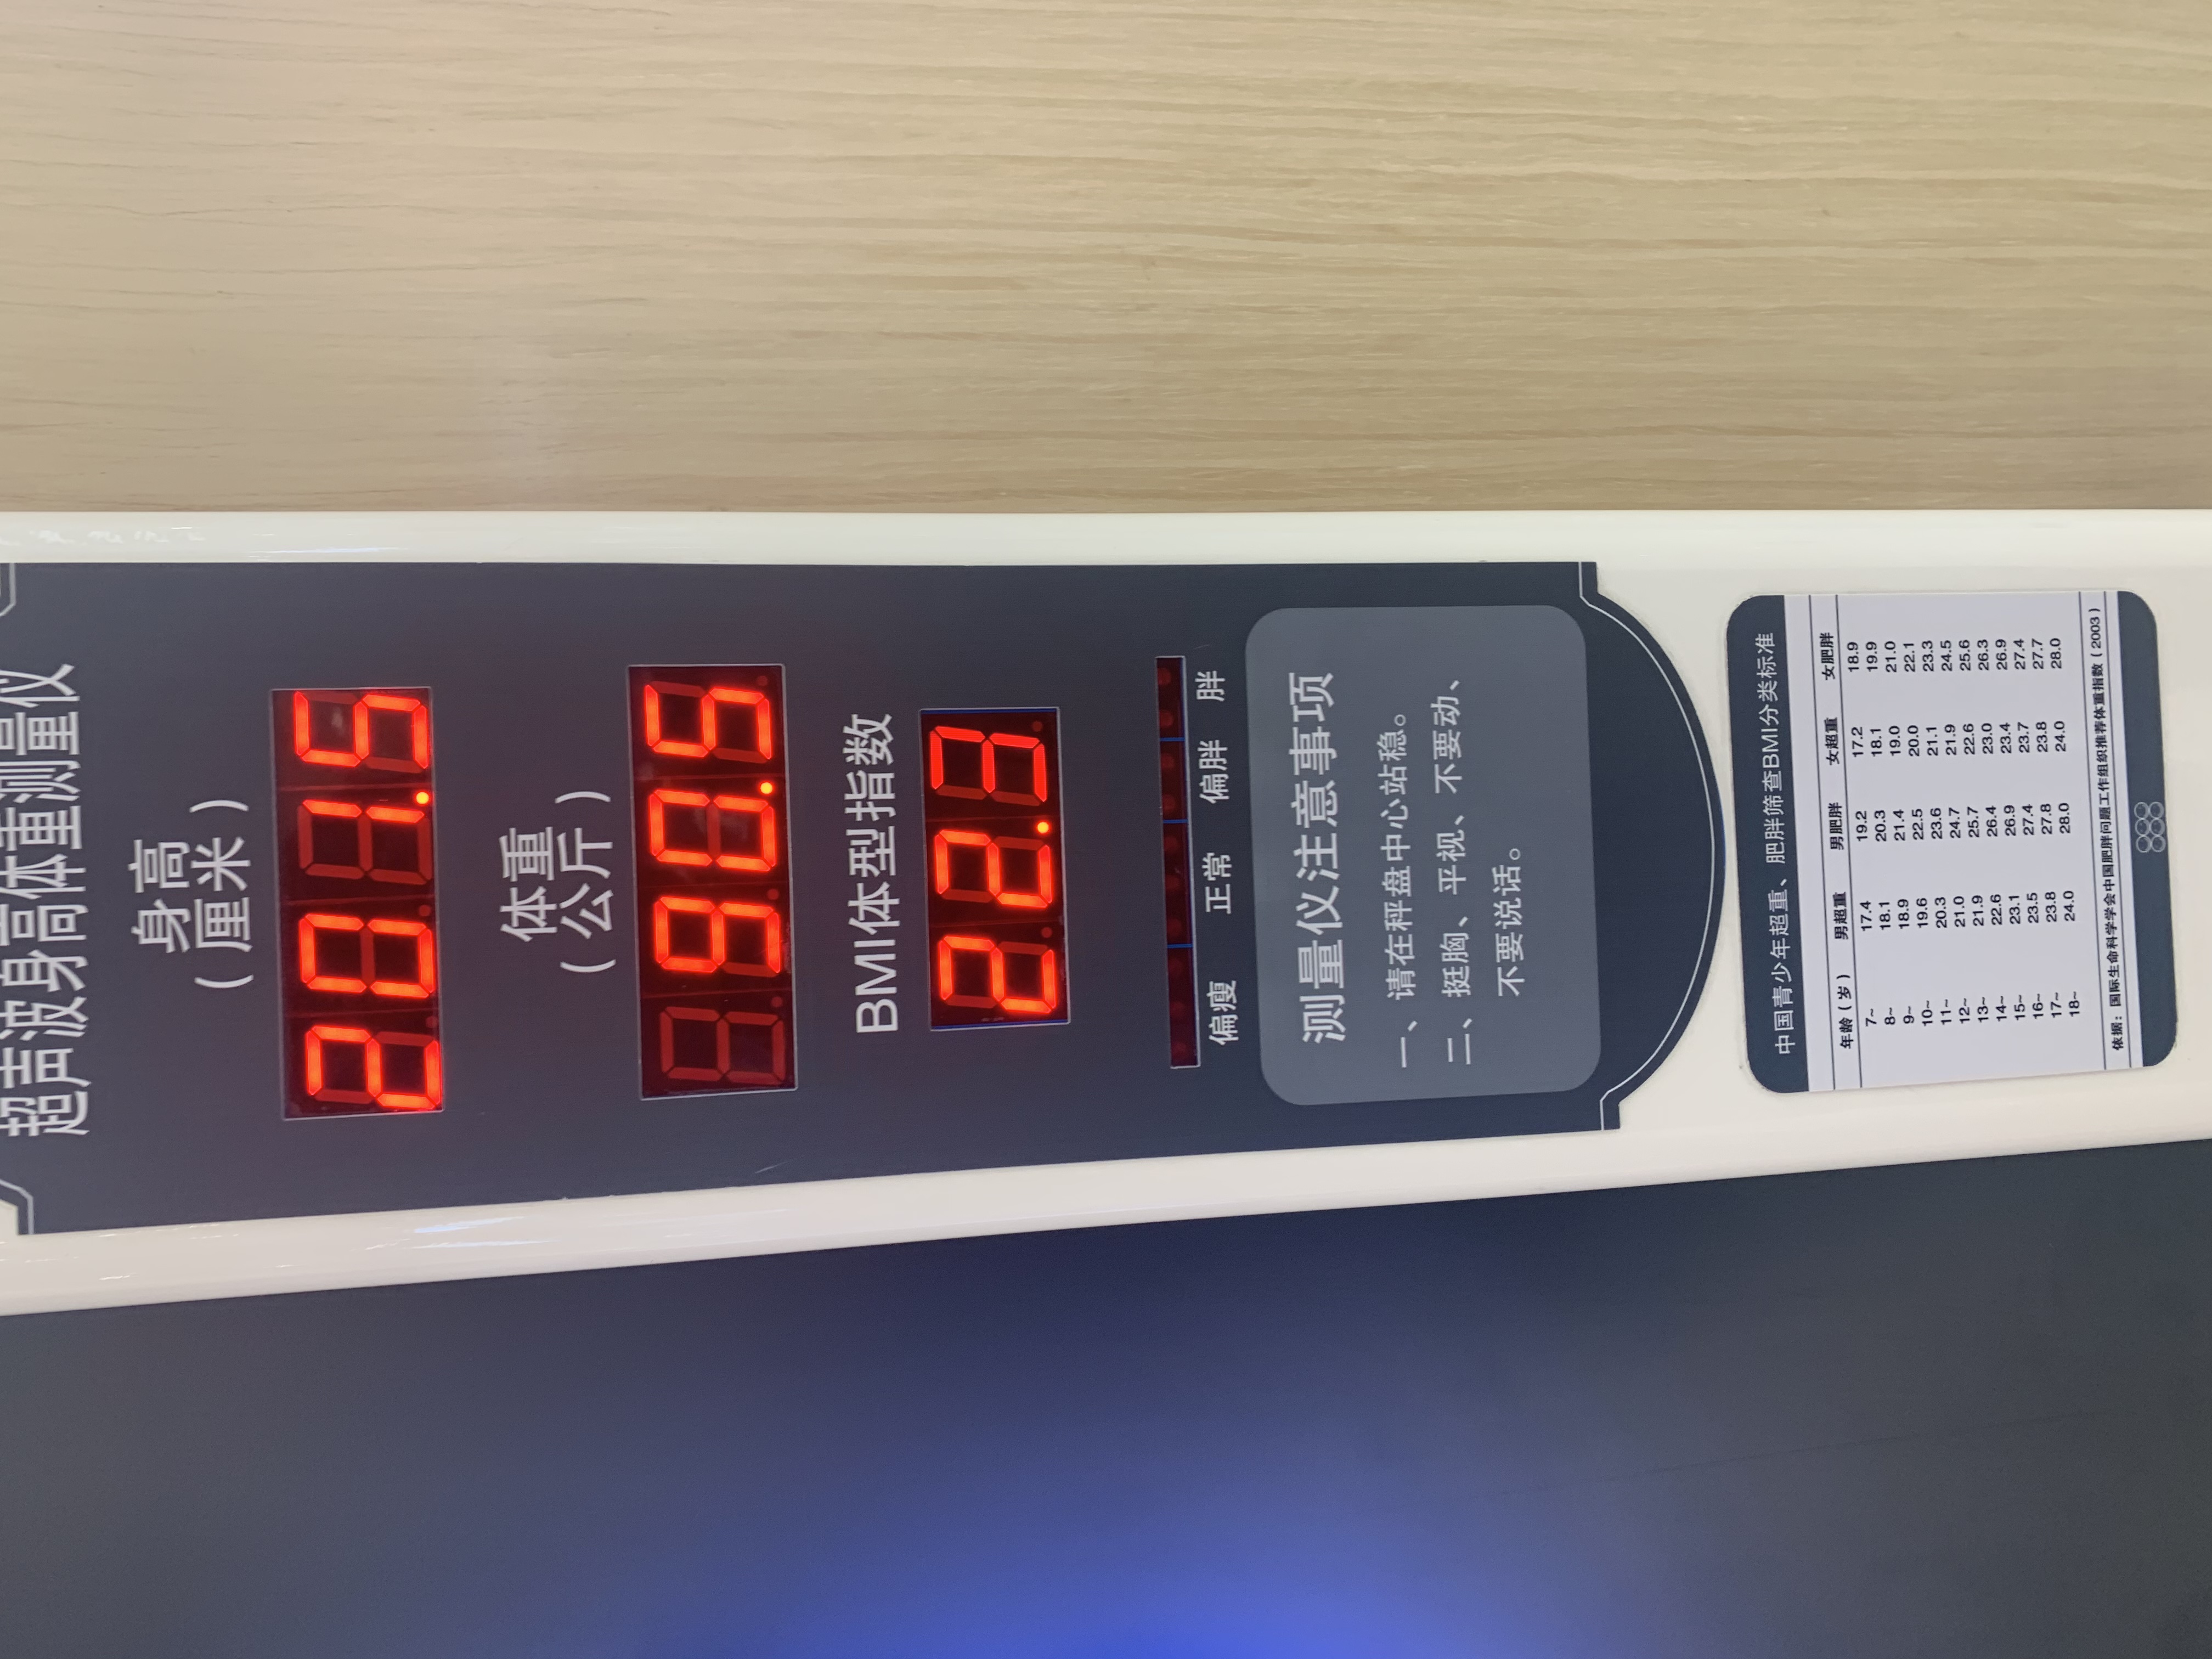 超声波身高体重测量仪
身高
（厘米）
201.5
体重
（公斤）
90.5
BMI体型指数
22.3
偏瘦 正常 偏胖 胖
测量仪注意事项
一、请在秤盘中心站稳。
二、挺胸、平视、不要动、
不要说话。
中国青少年超重、肥胖筛查BMI分类标准
年龄（岁） 男超重 男肥胖 女超重 女肥胖
7~ 17.4 19.2 17.2 18.9
8~ 18.1 20.3 18.1 19.9
9~ 18.9 21.4 19.0 21.0
10~ 19.6 22.5 20.0 22.1
11~ 20.3 23.6 21.1 23.3
12~ 21.0 24.7 21.9 24.5
13~ 21.9 25.7 22.6 25.6
14~ 22.6 26.4 23.0 26.3
15~ 23.1 26.9 23.4 26.9
16~ 23.5 27.4 23.7 27.4
17~ 23.8 27.8 23.8 27.7
18~ 24.0 28.0 24.0 28.0
依据：国际生命科学学会中国肥胖问题工作组织推荐体重指数（2003）